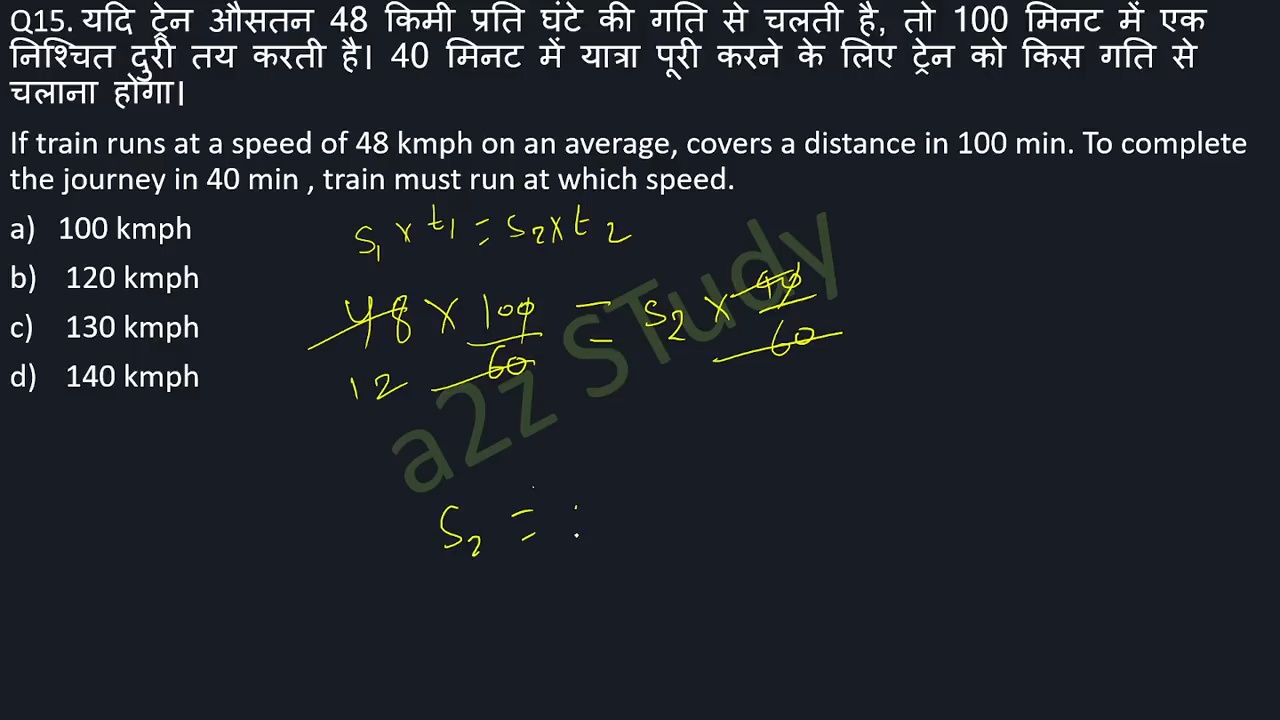 Q15. यदि ट्रेन औसतन 48 किमी प्रति घंटे की गति से चलती है, तो 100 मिनट में एक
निश्चित दुरी तय करती है। 40 मिनट में यात्रा पूरी करने के लिए ट्रेन को किस गति से
चलाना होगा।
If train runs at a speed of 48 kmph on an average, covers a distance in 100 min. To complete
the journey in 40 min , train must run at which speed.
a) 100 kmph
b) 120 kmph
c) 130 kmph
d) 140 kmph
S₁ × t₁ = S₂ × t₂
48 × 100/60 = S₂ × 40/60
12
S₂ =
a2z STudy